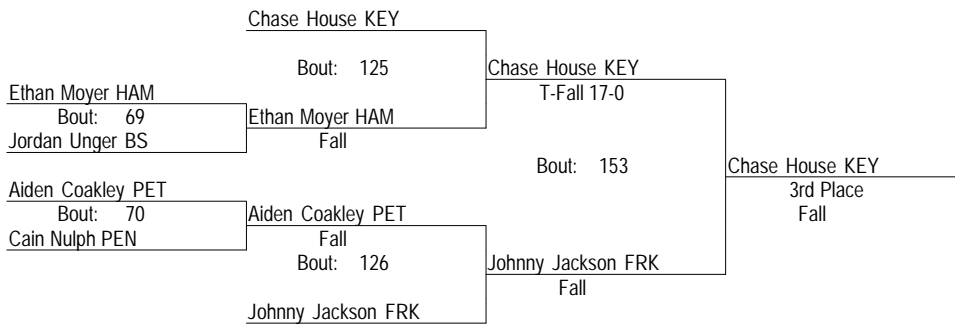 Chase House KEY
Bout: 125
Chase House KEY
Ethan Moyer HAM
T-Fall 17-0
Bout: 69
Ethan Moyer HAM
Jordan Unger BS
Fall
Bout: 153
Chase House KEY
Aiden Coakley PET
3rd Place
Bout: 70
Aiden Coakley PET
Fall
Cain Nulph PEN
Fall
Bout: 126
Johnny Jackson FRK
Fall
Johnny Jackson FRK